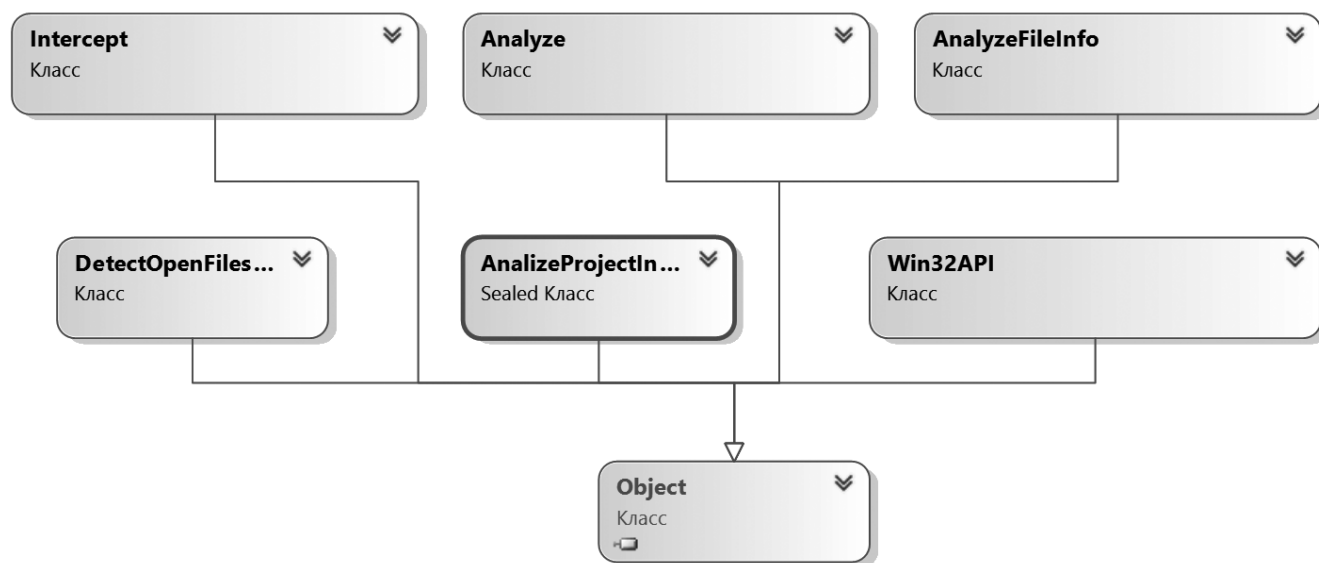 Intercept
Класс
Analyze
Класс
AnalyzeFileInfo
Класс
DetectOpenFiles...
Класс
AnalizeProjectIn...
Sealed Класс
Win32API
Класс
Object
Класс